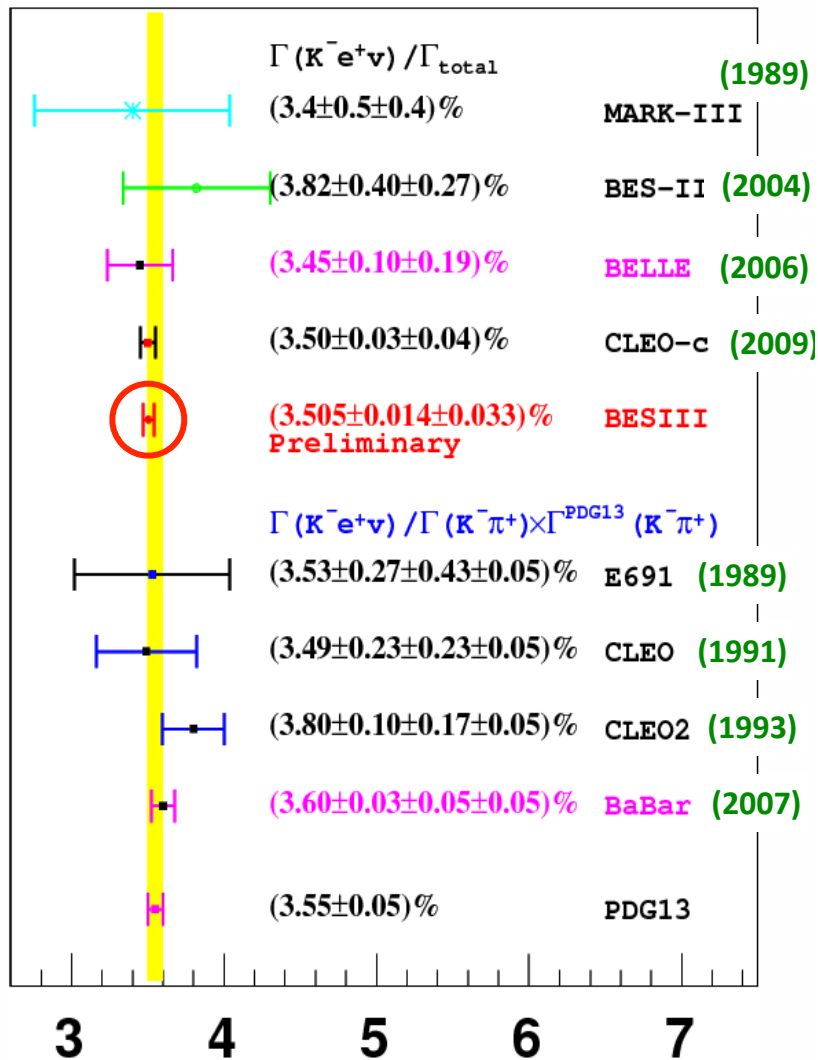 Γ(K⁻e⁺ν)/Γtotal
(1989)
(3.4±0.5±0.4)% MARK-III
(3.82±0.40±0.27)% BES-II (2004)
(3.45±0.10±0.19)% BELLE (2006)
(3.50±0.03±0.04)% CLEO-c (2009)
(3.505±0.014±0.033)% BESIII
Preliminary
Γ(K⁻e⁺ν)/Γ(K⁻π⁺)×Γᴾᴰᴳ¹³(K⁻π⁺)
(3.53±0.27±0.43±0.05)% E691 (1989)
(3.49±0.23±0.23±0.05)% CLEO (1991)
(3.80±0.10±0.17±0.05)% CLEO2 (1993)
(3.60±0.03±0.05±0.05)% BaBar (2007)
(3.55±0.05)% PDG13
3 4 5 6 7